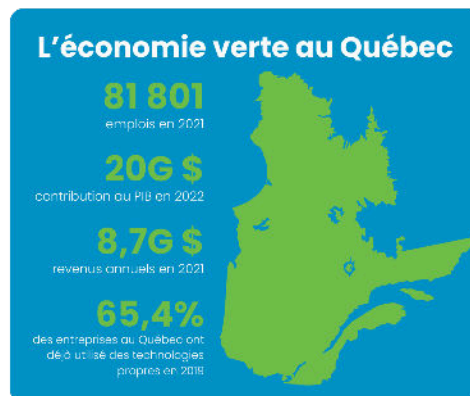 L'économie verte au Québec
81 801
emplois en 2021
20G $
contribution au PIB en 2022
8,7G $
revenus annuels en 2021
65,4%
des entreprises au Québec ont
déjà utilisé des technologies
propres en 2019